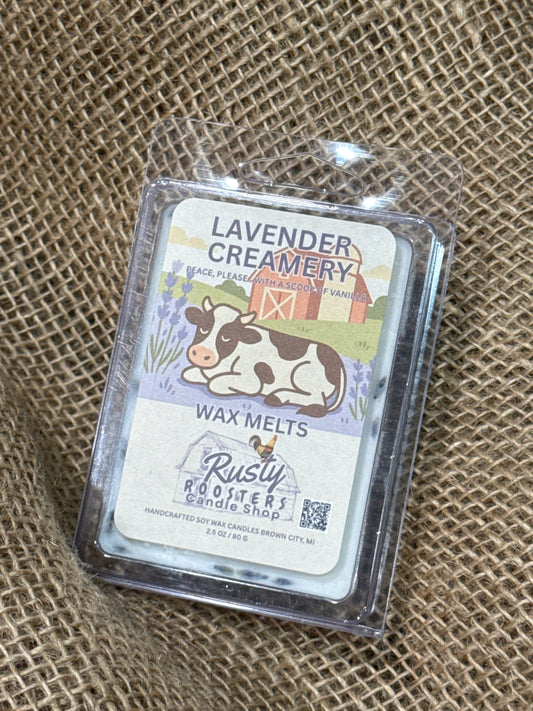 LAVENDER
CREAMERY
PEACE, PLEASE, WITH A SCOOP OF VANILLA
WAX MELTS
Rusty
ROOSTERS
Candle Shop
HANDCRAFTED SOY WAX CANDLES BROWN CITY, MI
2.5 OZ / 80 G